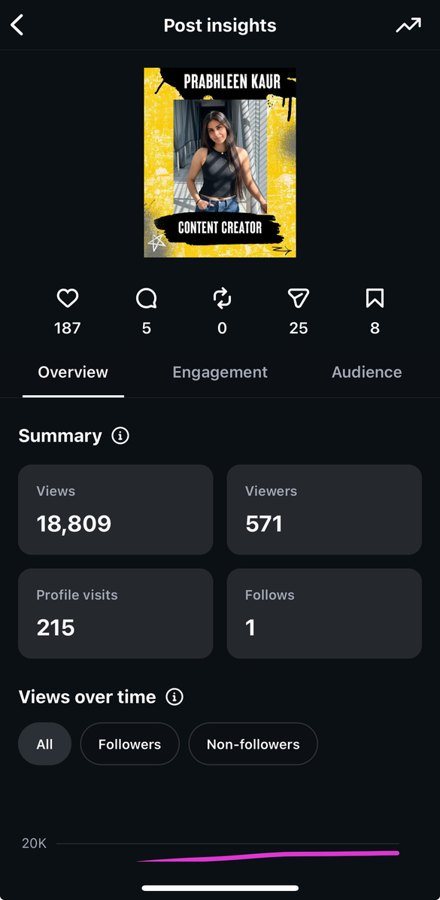 Post insights
PRABHLEEN KAUR
CONTENT CREATOR
187 5 0 25 8
Overview Engagement Audience
Summary
Views Viewers
18,809 571
Profile visits Follows
215 1
Views over time
All Followers Non-followers
20K